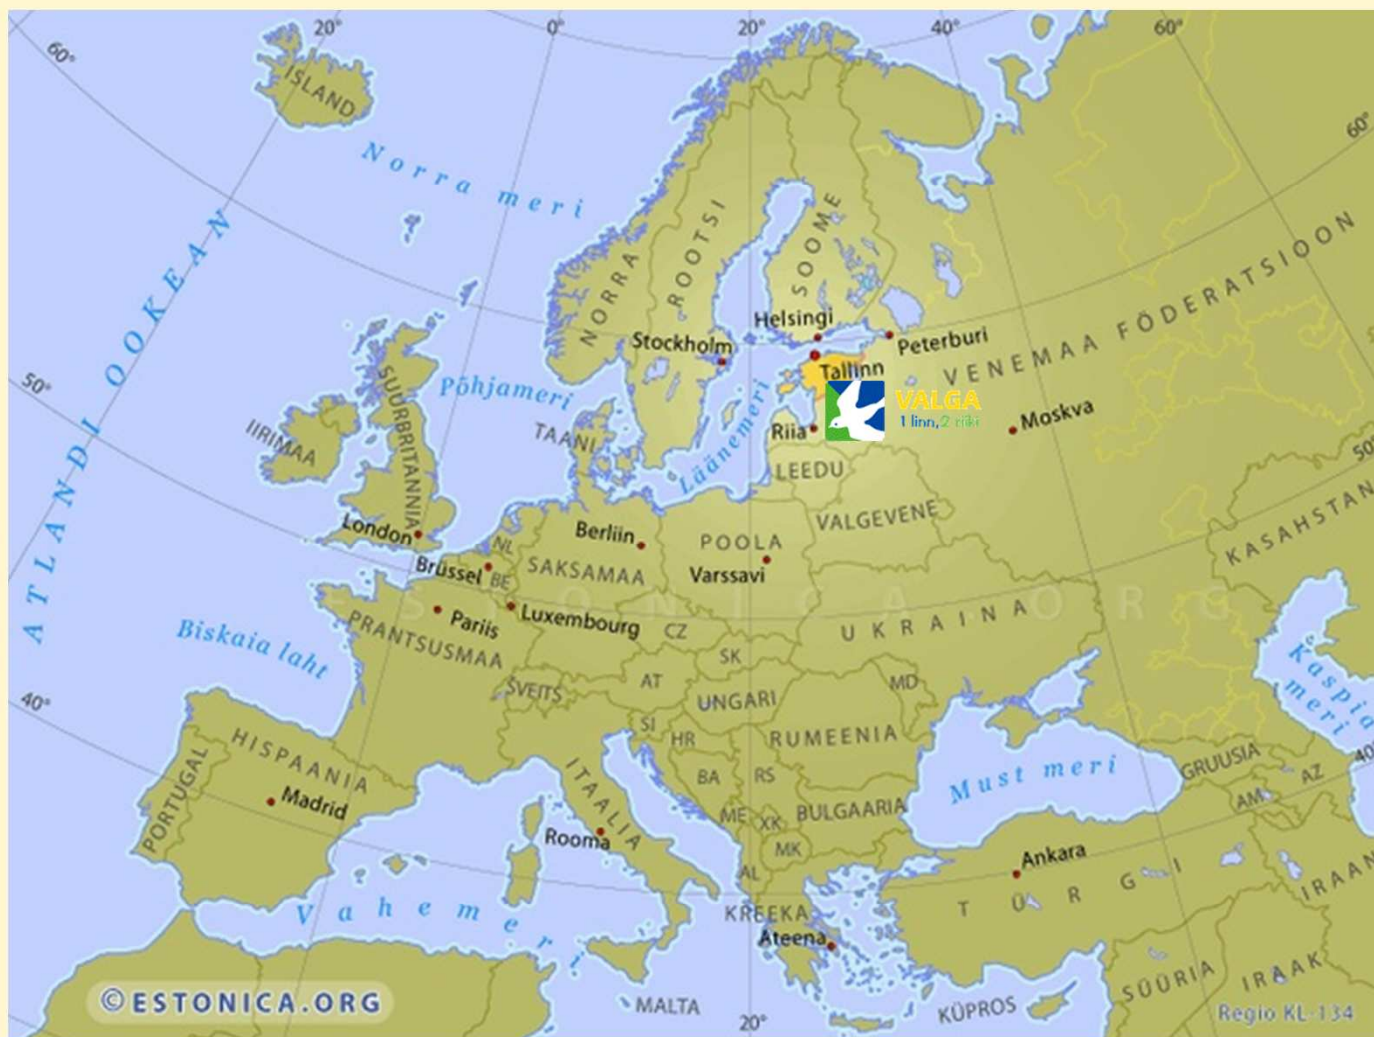 20°
0°
20°
40°
60°
60°
60°
50°
50°
40°
40°
20°
ISLAND
Norra meri
ATLANDI OOKEAN
NORRA
ROOTSI
SOOME
Helsingi
Stockholm
Peterburi
Tallinn
VENEMAA FÖDERATSIOON
VALGA
1 linn, 2 riiki
Moskva
Riia
Läänemeri
Põhjameri
SUURBRITANNIA
IIRIMAA
TAANI
LEEDU
VALGEVENE
KASAHSTAN
London
Berliin
POOLA
Varssavi
NL
SAKSAMAA
Brüssel
BE
Luxembourg
Pariis
PRANTSUSMAA
ESTONICA.ORG
UKRAINA
CZ
SK
Biskaia laht
ŠVEITS
AT
UNGARI
MD
Kaspia
meri
SI
HR
RUMEENIA
HISPAANIA
PORTUGAL
Madrid
ITAALIA
Rooma
BA
RS
ME
XK
BULGAARIA
MK
AL
Must meri
GRUUSIA
AZ
AM
Ankara
TÜRGI
IRAAN
KREEKA
Ateena
Vahemeri
SÜÜRIA
IRAAK
MALTA
KÜPROS
©ESTONICA.ORG
Regio KL-134